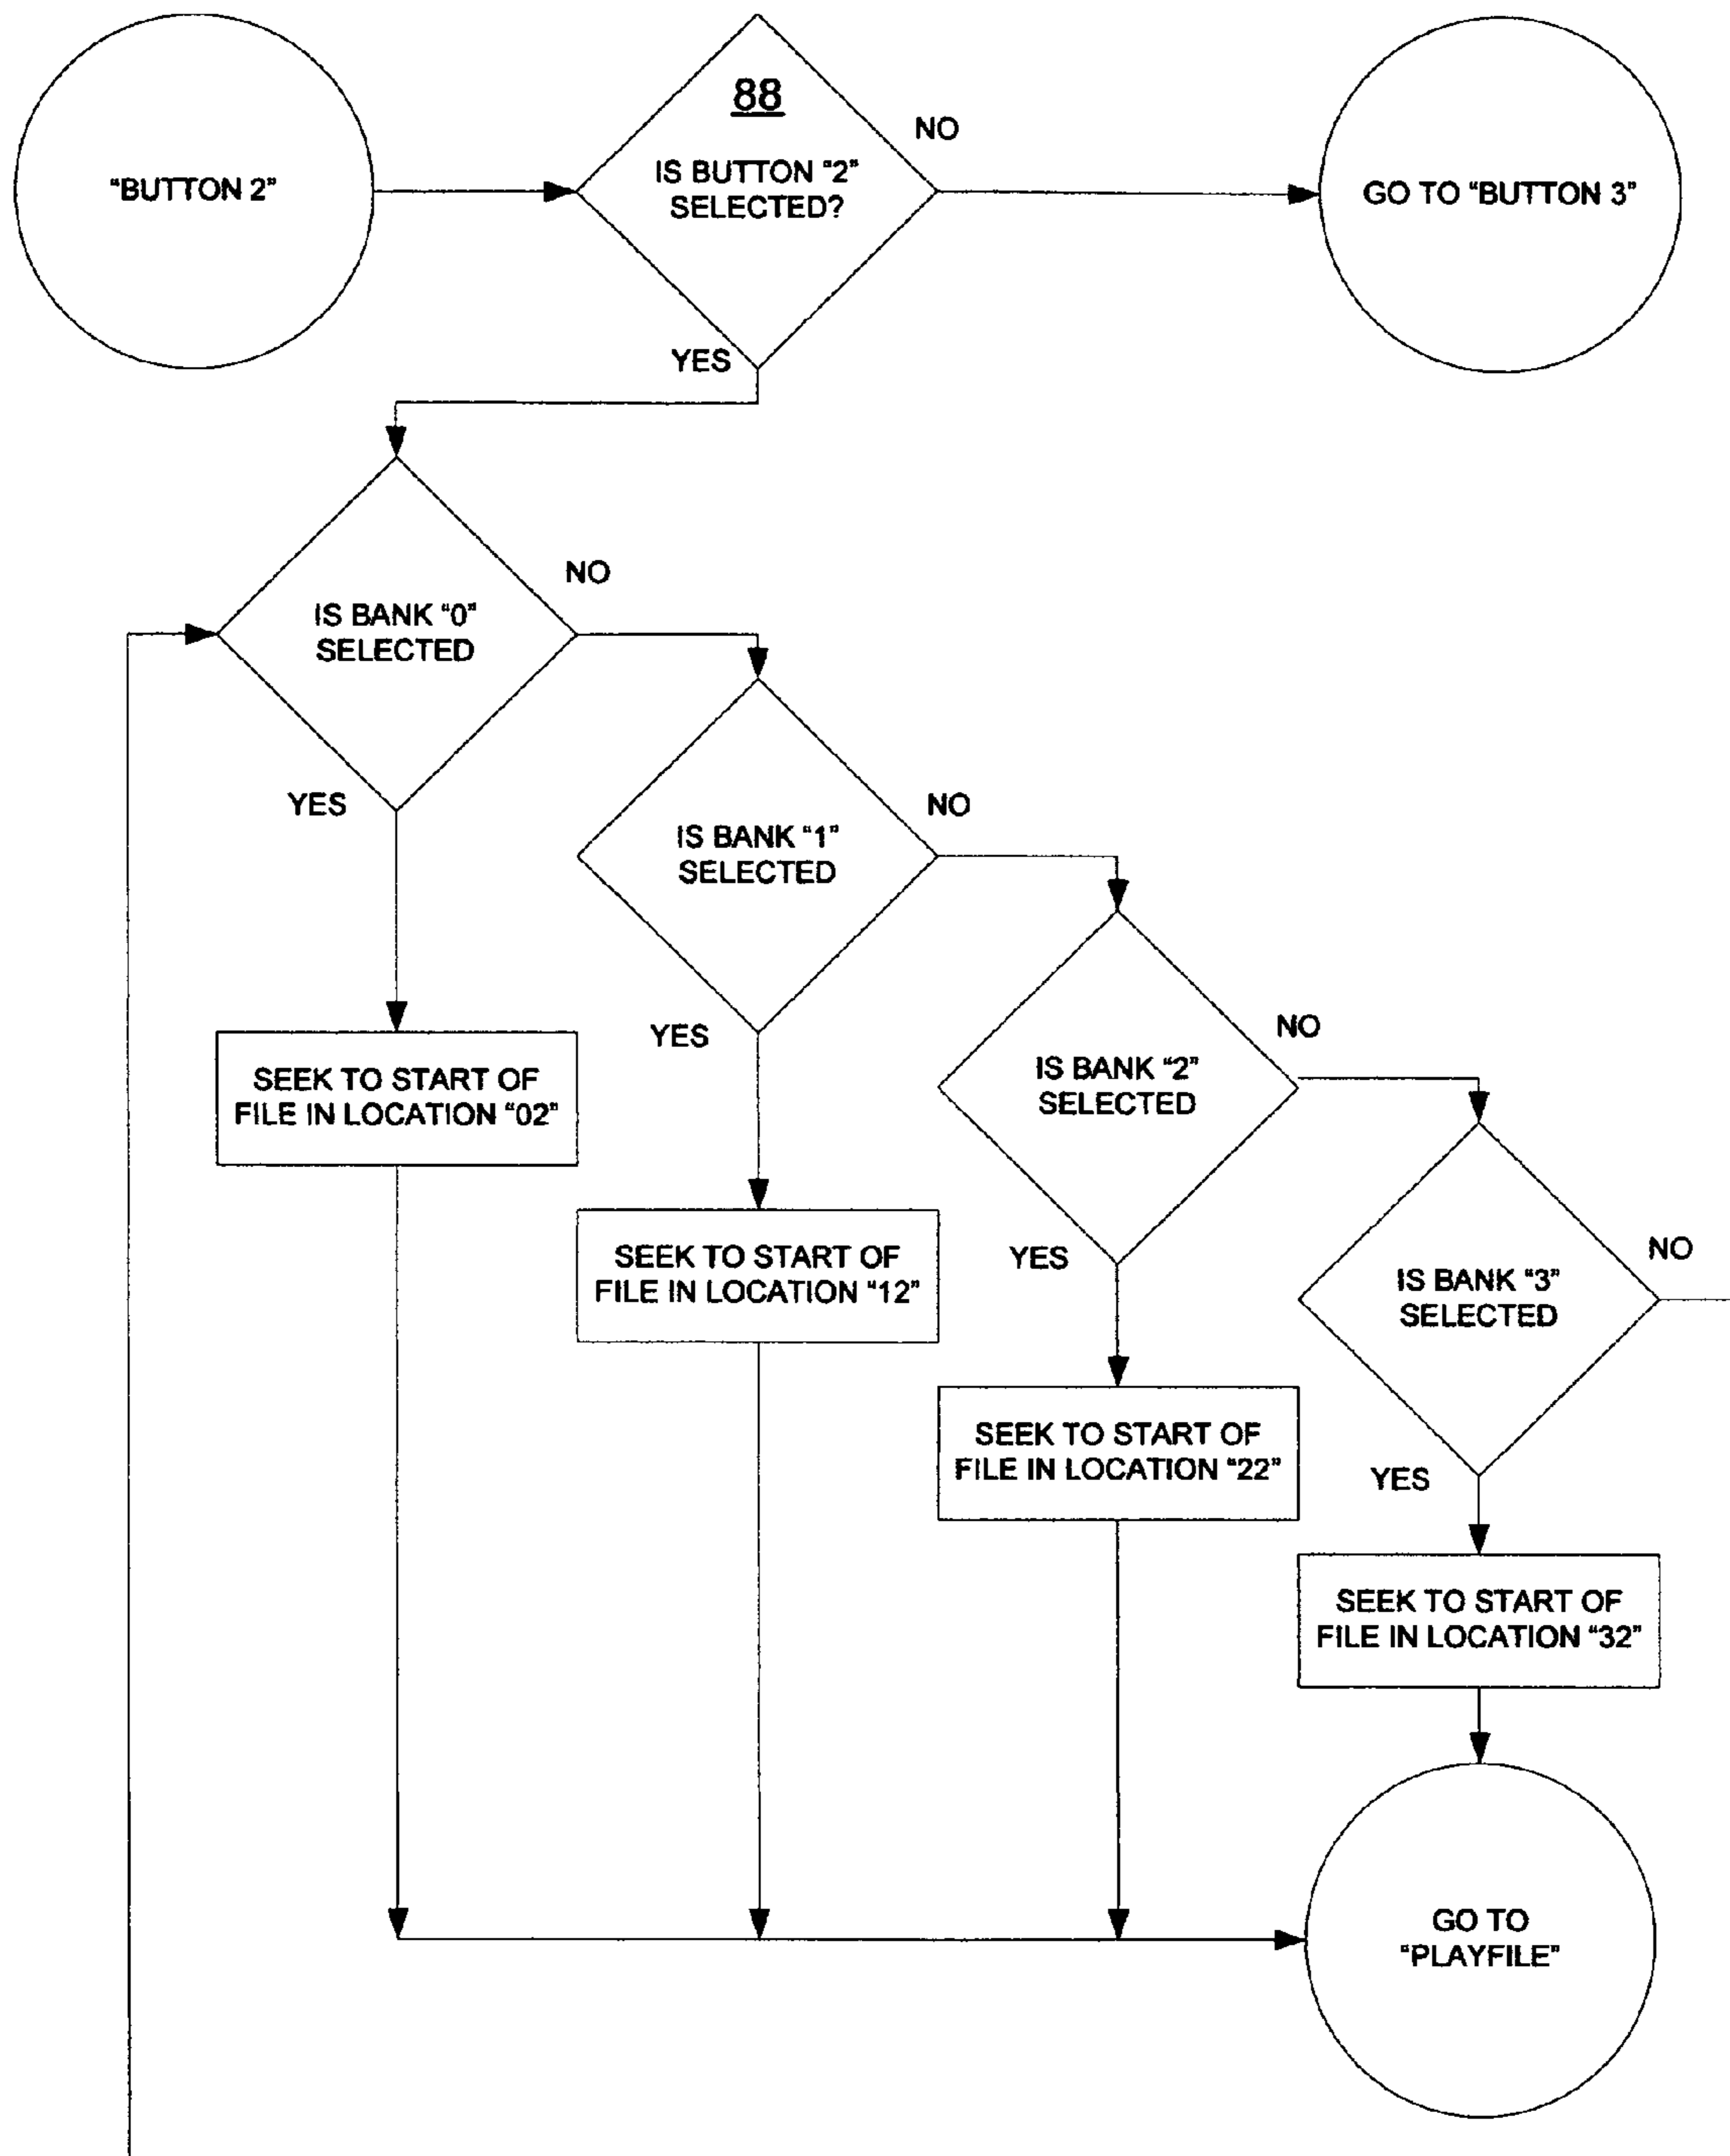 "BUTTON 2"
88
IS BUTTON "2"
SELECTED?
NO
GO TO "BUTTON 3"
YES
IS BANK "0"
SELECTED
NO
YES
IS BANK "1"
SELECTED
NO
YES
SEEK TO START OF
FILE IN LOCATION "02"
IS BANK "2"
SELECTED
NO
YES
SEEK TO START OF
FILE IN LOCATION "12"
IS BANK "3"
SELECTED
NO
YES
SEEK TO START OF
FILE IN LOCATION "22"
SEEK TO START OF
FILE IN LOCATION "32"
GO TO
"PLAYFILE"